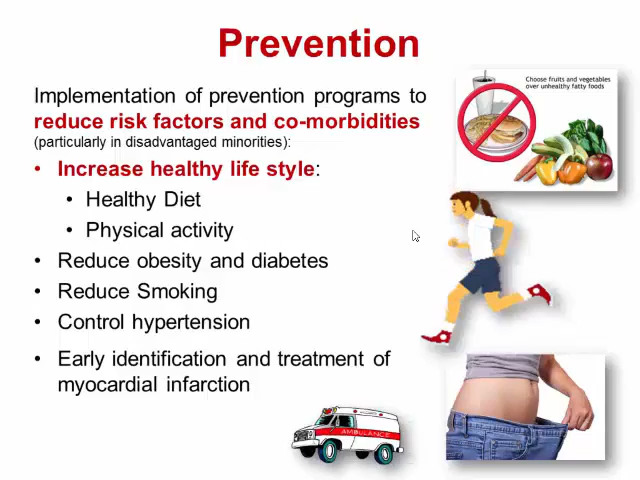 Prevention
Implementation of prevention programs to
reduce risk factors and co-morbidities
(particularly in disadvantaged minorities):
• Increase healthy life style:
• Healthy Diet
• Physical activity
• Reduce obesity and diabetes
• Reduce Smoking
• Control hypertension
• Early identification and treatment of
myocardial infarction
Choose fruits and vegetables
over unhealthy fatty foods
AMBULANCE